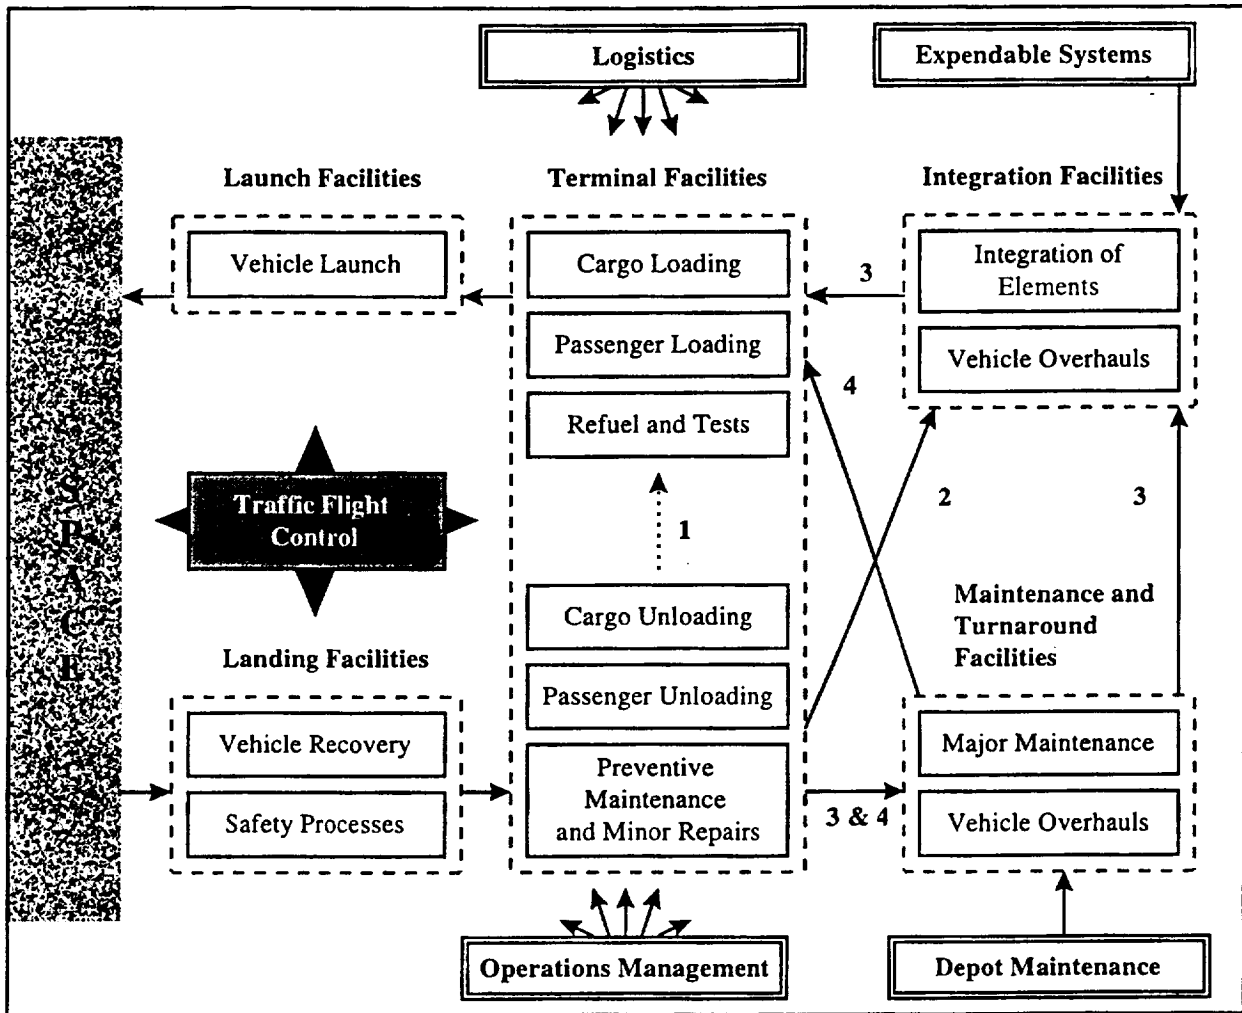 Logistics
Expendable Systems
Launch Facilities
Terminal Facilities
Integration Facilities
Vehicle Launch
Cargo Loading
Integration of
Elements
3
Passenger Loading
Vehicle Overhauls
4
Refuel and Tests
SPACE
Traffic Flight
Control
1
2
3
Cargo Unloading
Maintenance and
Turnaround
Facilities
Landing Facilities
Passenger Unloading
Vehicle Recovery
Major Maintenance
Preventive
Maintenance
and Minor Repairs
3 & 4
Safety Processes
Vehicle Overhauls
Operations Management
Depot Maintenance